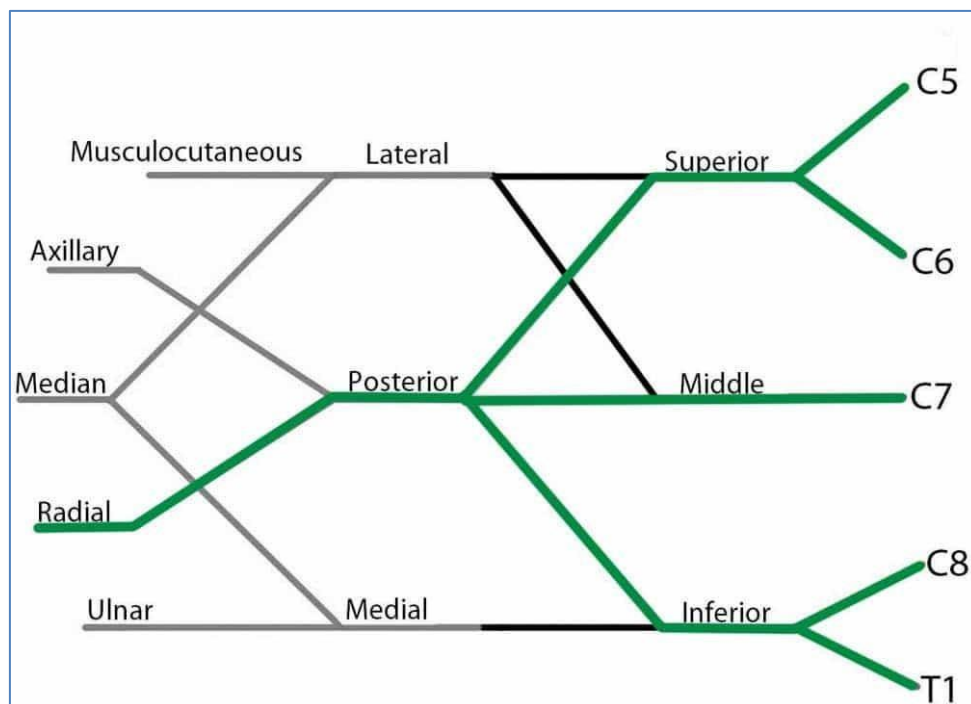 C5
Musculocutaneous Lateral Superior
Axillary
C6
Median Posterior Middle C7
Radial
C8
Ulnar Medial Inferior
T1